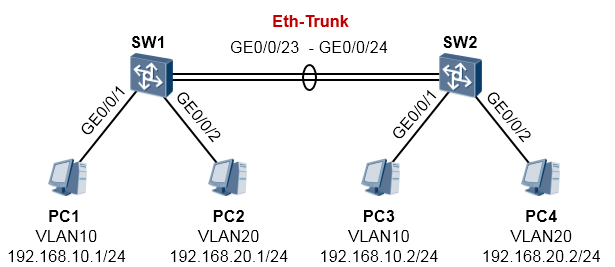 Eth-Trunk
GE0/0/23 - GE0/0/24
SW1
SW2
GE0/0/1
GE0/0/2
GE0/0/1
GE0/0/2
PC1
VLAN10
192.168.10.1/24
PC2
VLAN20
192.168.20.1/24
PC3
VLAN10
192.168.10.2/24
PC4
VLAN20
192.168.20.2/24